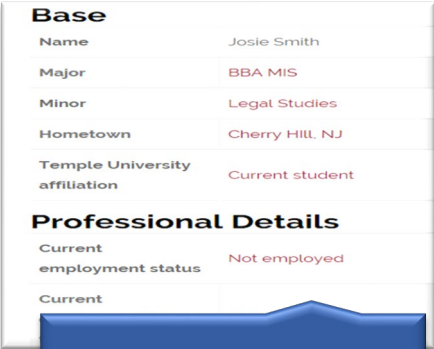 Base
Name Josie Smith
Major BBA MIS
Minor Legal Studies
Hometown Cherry HIll, NJ
Temple University
affiliation Current student
Professional Details
Current
employment status Not employed
Current